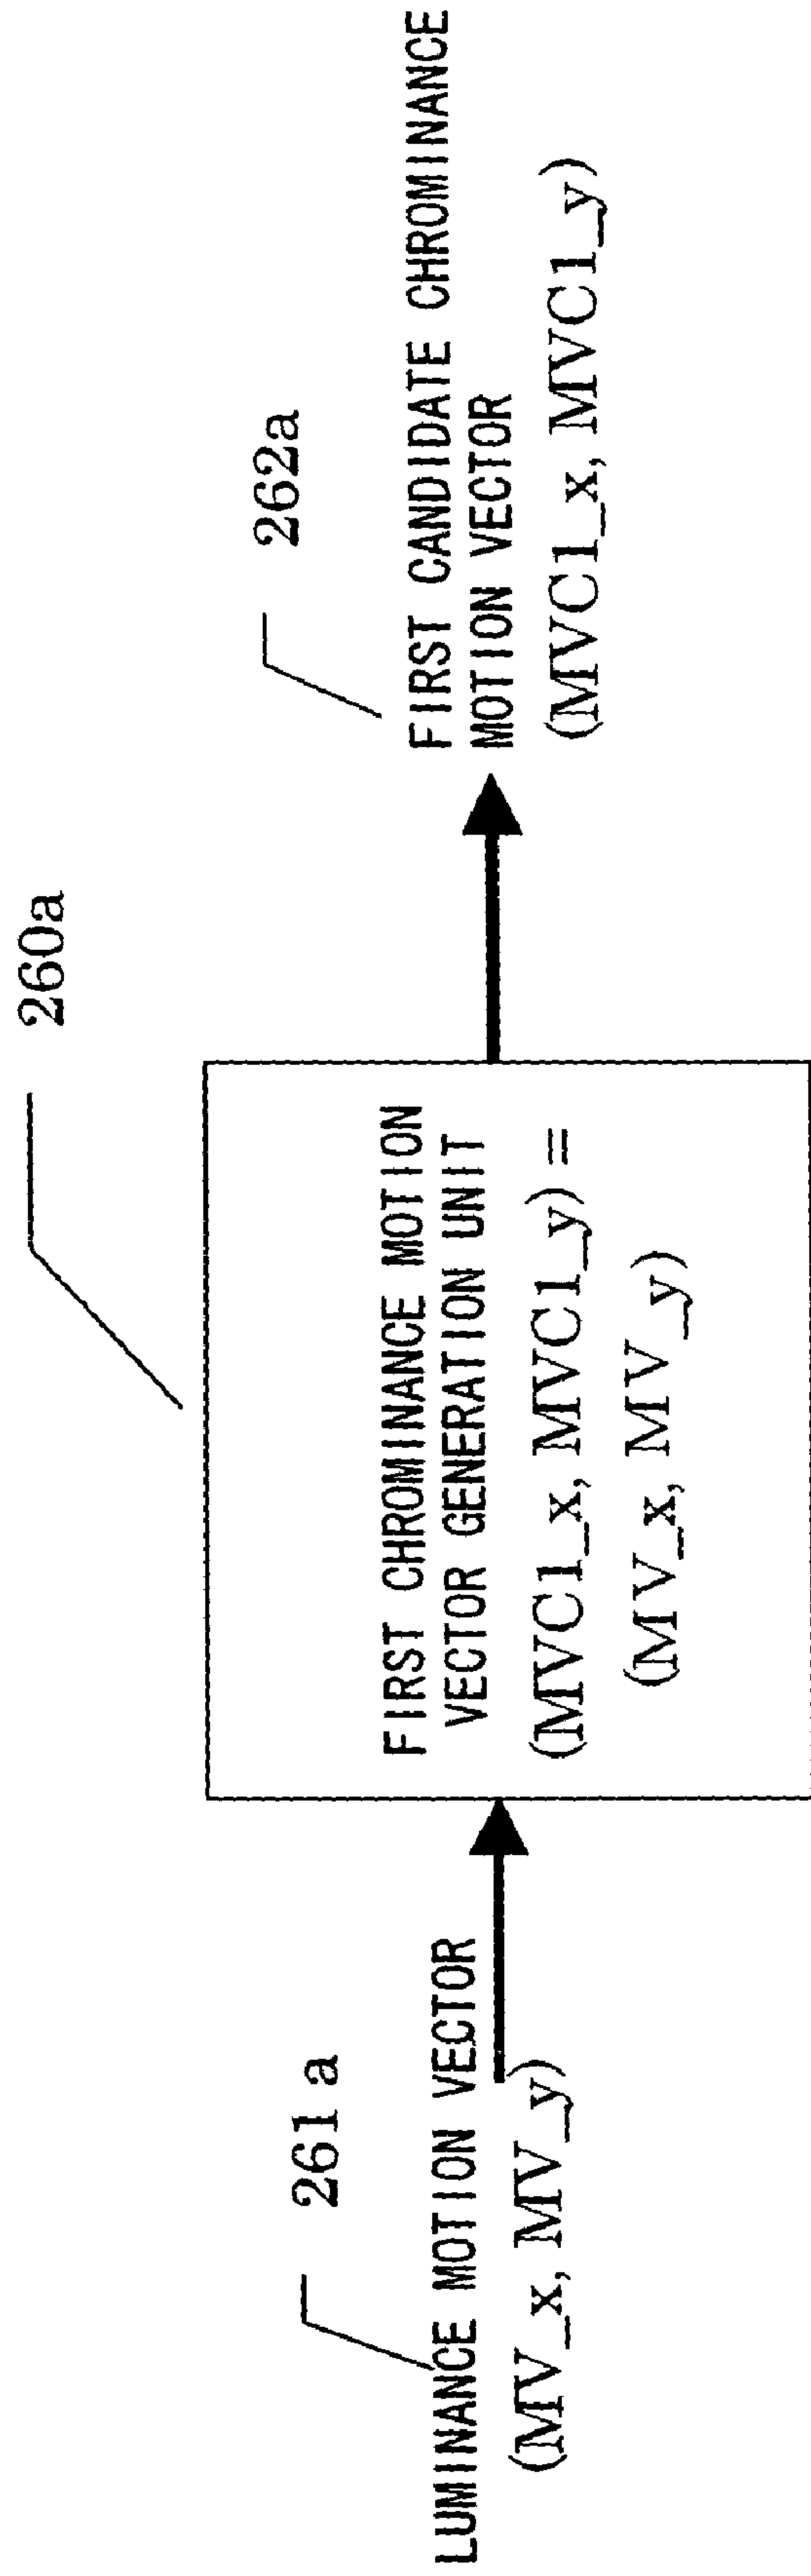 260a
261a
LUMINANCE MOTION VECTOR
(MV_x, MV_y)
FIRST CHROMINANCE MOTION
VECTOR GENERATION UNIT
(MVC1_x, MVC1_y) =
(MV_x, MV_y)
262a
FIRST CANDIDATE CHROMINANCE
MOTION VECTOR
(MVC1_x, MVC1_y)